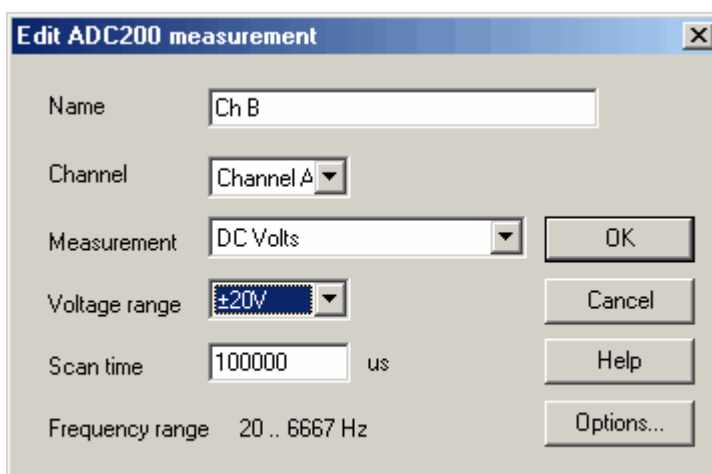 Edit ADC200 measurement
Name Ch B
Channel Channel A
Measurement DC Volts OK
Voltage range ±20V Cancel
Scan time 100000 us Help
Frequency range 20 .. 6667 Hz Options...